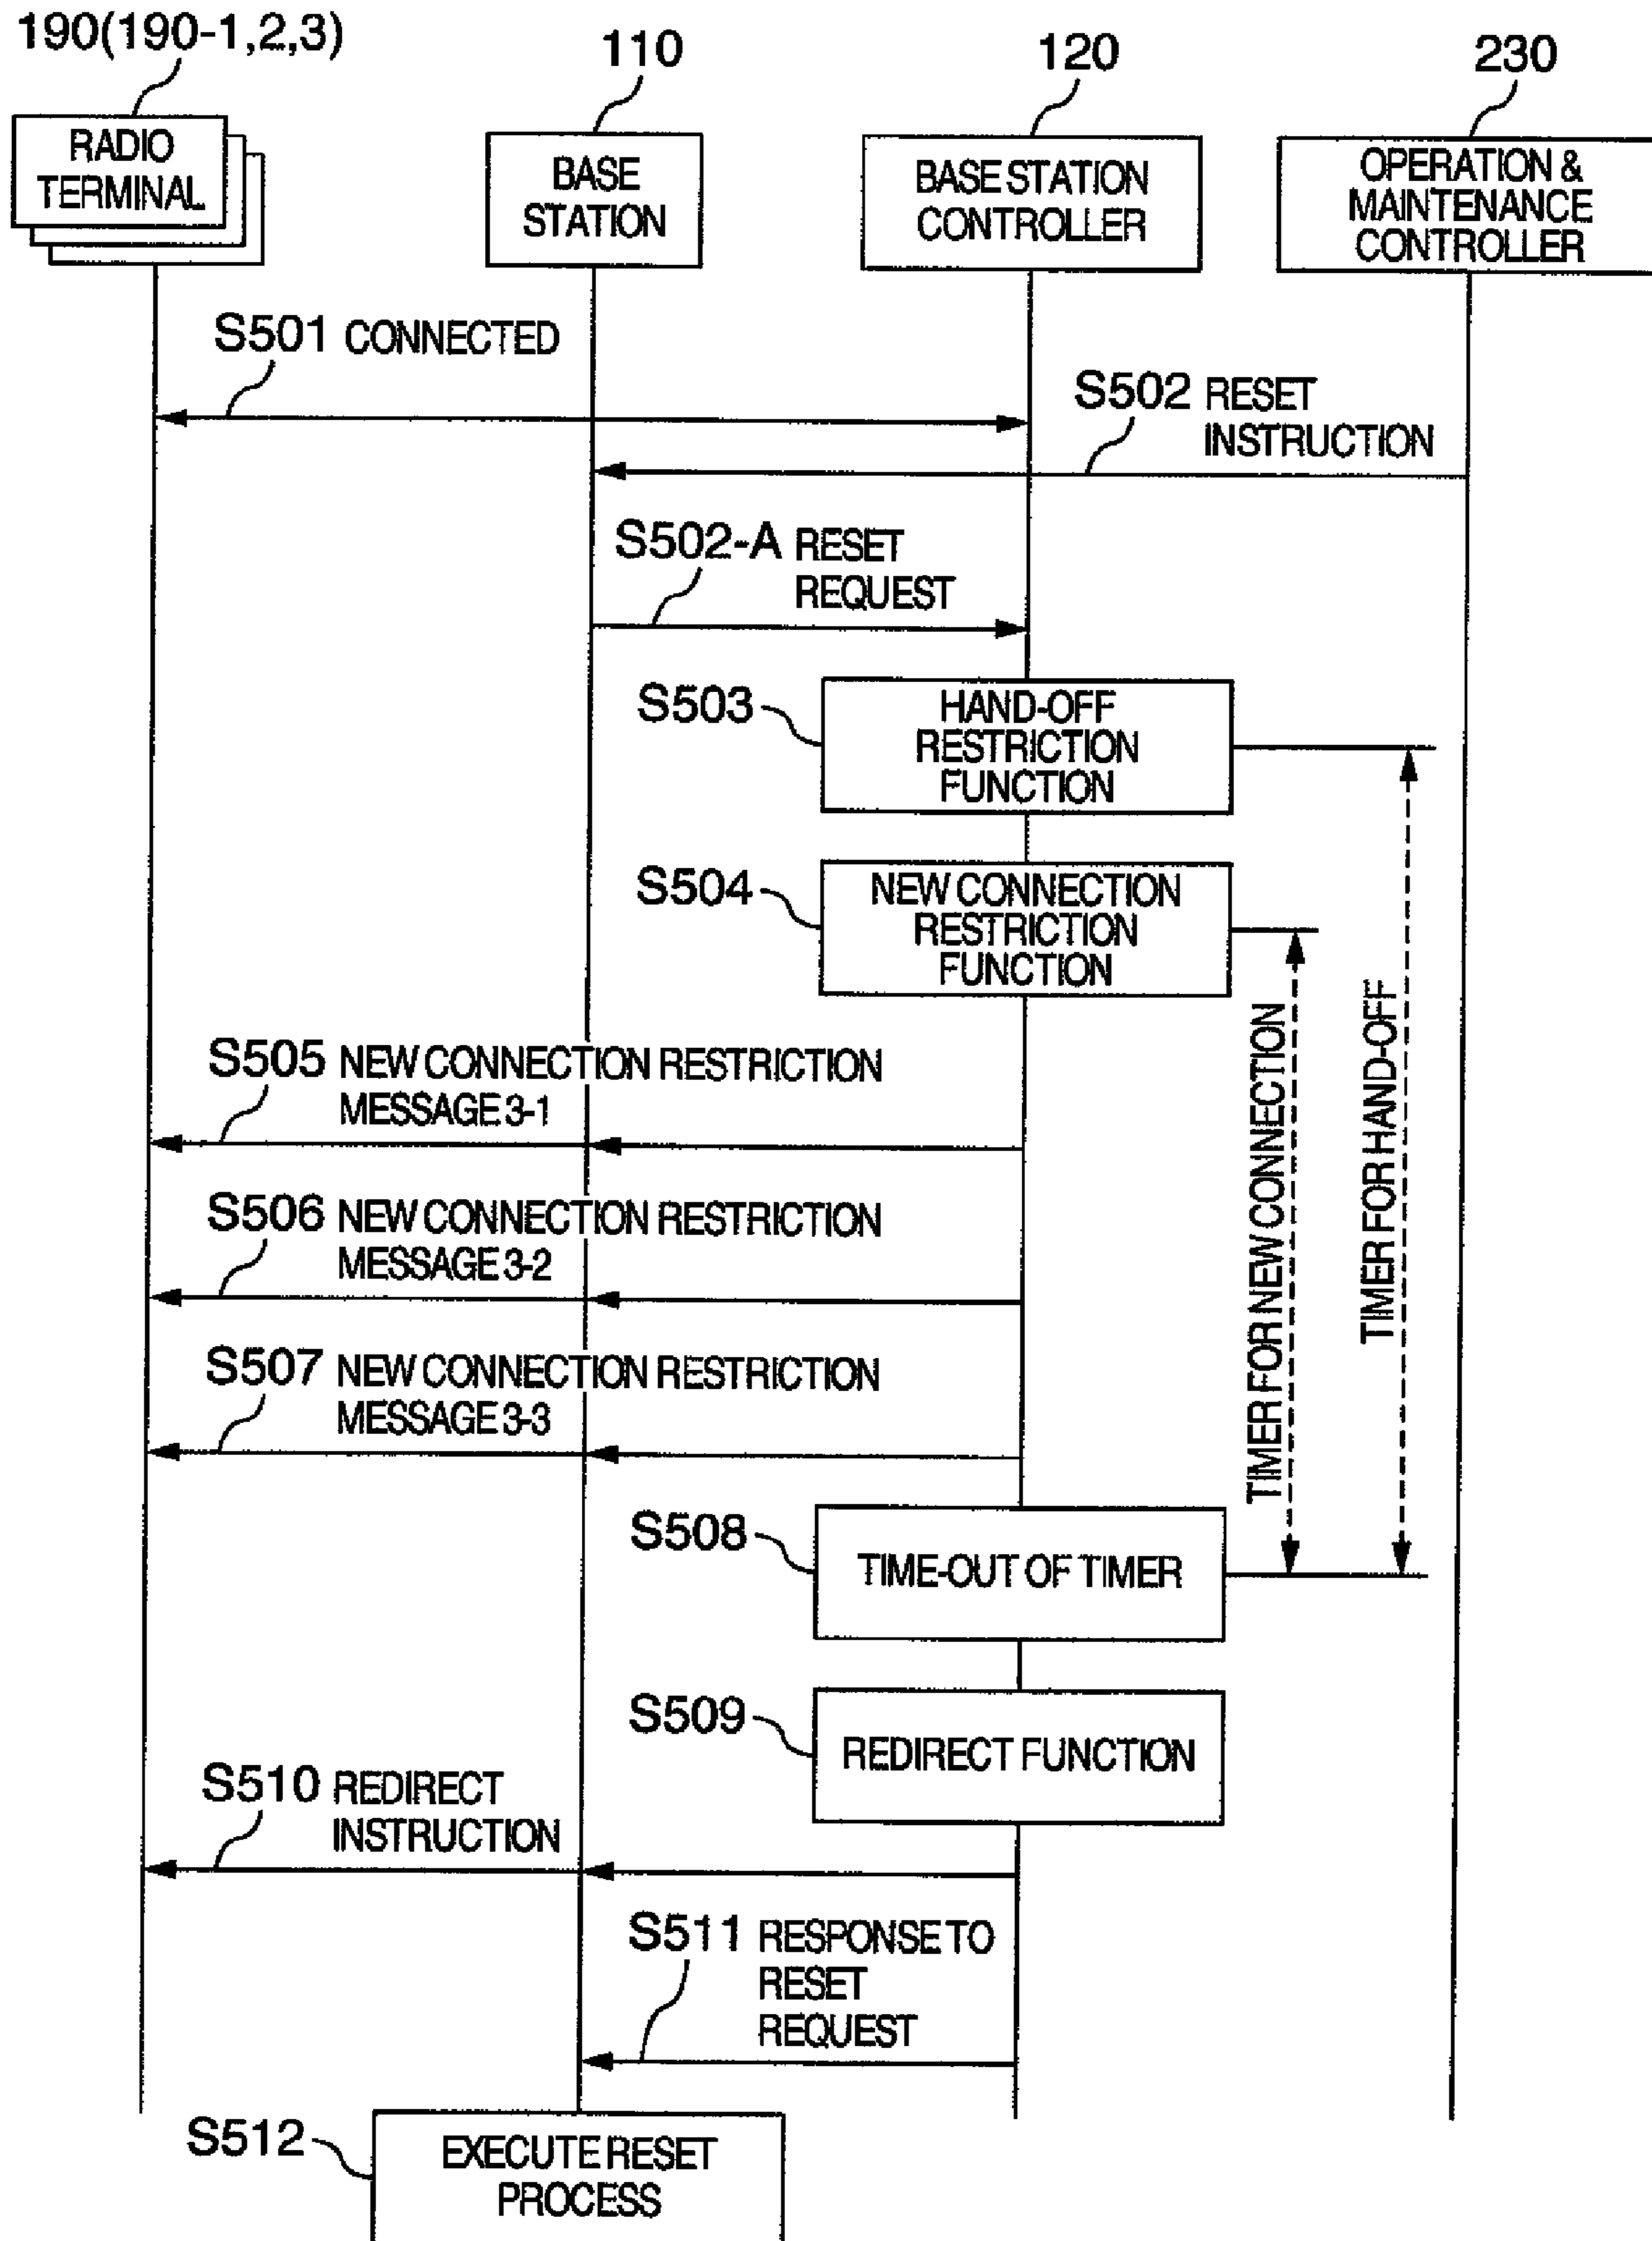 190(190-1,2,3)
110
120
230
RADIO
TERMINAL
BASE
STATION
BASE STATION
CONTROLLER
OPERATION &
MAINTENANCE
CONTROLLER
S501 CONNECTED
S502 RESET
INSTRUCTION
S502-A RESET
REQUEST
S503
HAND-OFF
RESTRICTION
FUNCTION
S504
NEW CONNECTION
RESTRICTION
FUNCTION
S505 NEW CONNECTION RESTRICTION
MESSAGE 3-1
S506 NEW CONNECTION RESTRICTION
MESSAGE 3-2
S507 NEW CONNECTION RESTRICTION
MESSAGE 3-3
TIMER FOR NEW CONNECTION
TIMER FOR HAND-OFF
S508
TIME-OUT OF TIMER
S509
REDIRECT FUNCTION
S510 REDIRECT
INSTRUCTION
S511 RESPONSE TO
RESET
REQUEST
S512
EXECUTE RESET
PROCESS